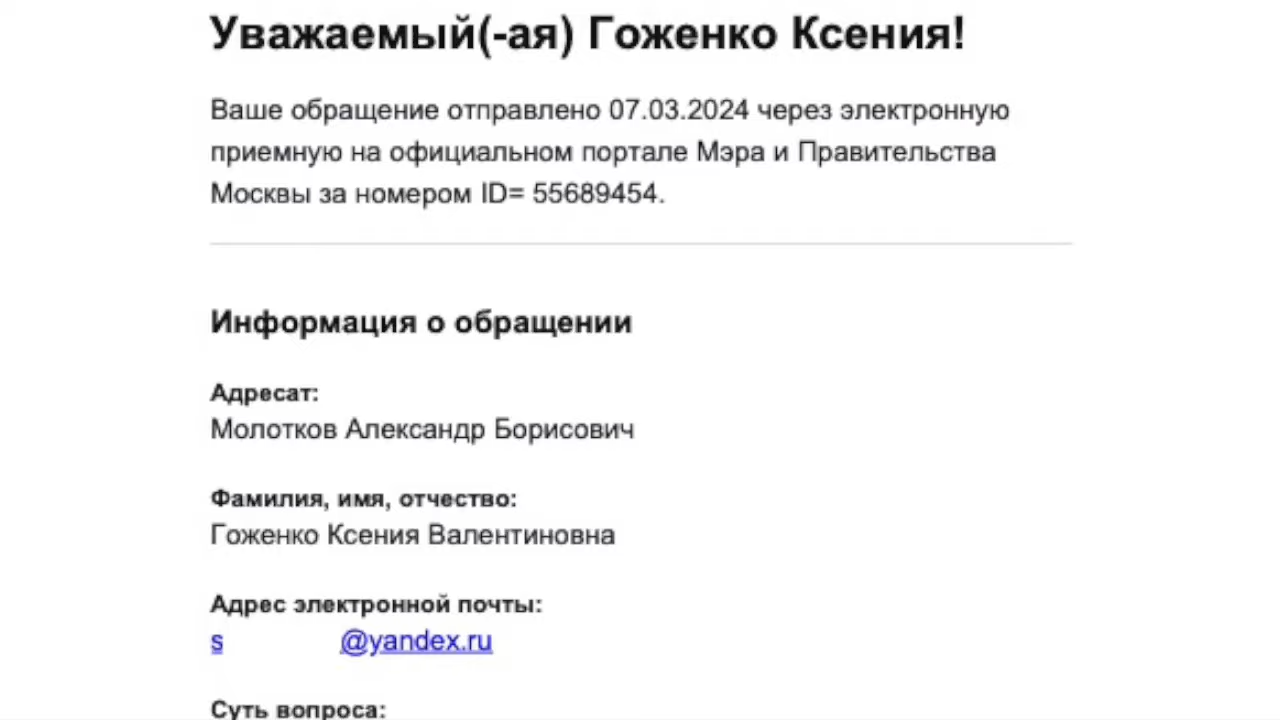 Уважаемый(-ая) Гоженко Ксения!
Ваше обращение отправлено 07.03.2024 через электронную
приемную на официальном портале Мэра и Правительства
Москвы за номером ID= 55689454.
Информация о обращении
Адресат:
Молотков Александр Борисович
Фамилия, имя, отчество:
Гоженко Ксения Валентиновна
Адрес электронной почты:
s @yandex.ru
Суть вопроса: